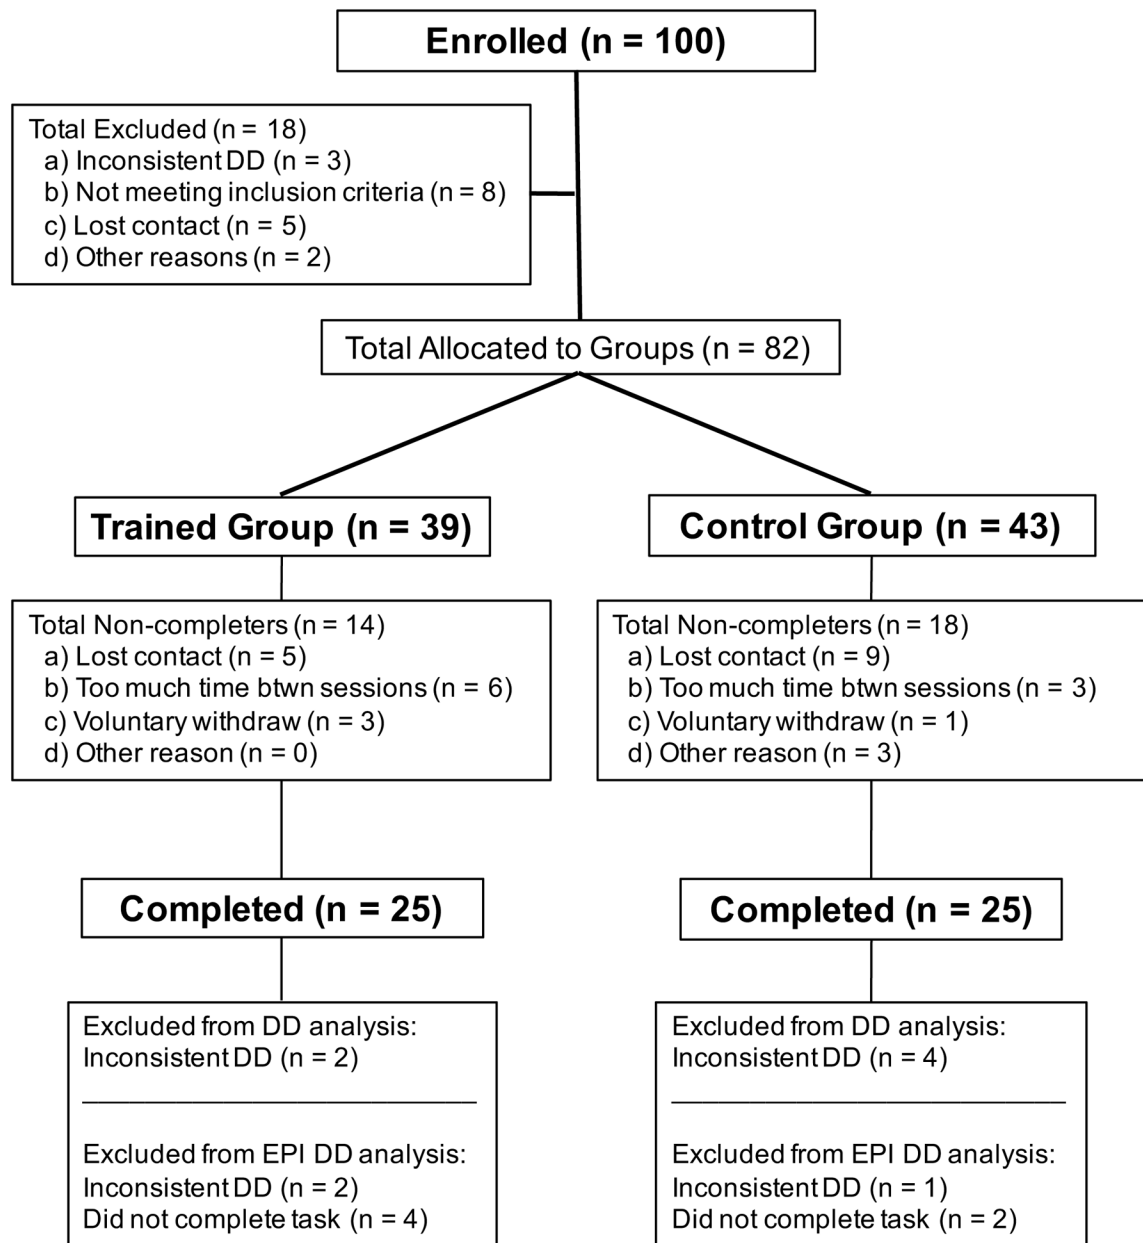 Enrolled (n = 100)
Total Excluded (n = 18)
a) Inconsistent DD (n = 3)
b) Not meeting inclusion criteria (n = 8)
c) Lost contact (n = 5)
d) Other reasons (n = 2)
Total Allocated to Groups (n = 82)
Trained Group (n = 39)
Total Non-completers (n = 14)
a) Lost contact (n = 5)
b) Too much time btwn sessions (n = 6)
c) Voluntary withdraw (n = 3)
d) Other reason (n = 0)
Completed (n = 25)
Excluded from DD analysis:
Inconsistent DD (n = 2)
Excluded from EPI DD analysis:
Inconsistent DD (n = 2)
Did not complete task (n = 4)
Control Group (n = 43)
Total Non-completers (n = 18)
a) Lost contact (n = 9)
b) Too much time btwn sessions (n = 3)
c) Voluntary withdraw (n = 1)
d) Other reason (n = 3)
Completed (n = 25)
Excluded from DD analysis:
Inconsistent DD (n = 4)
Excluded from EPI DD analysis:
Inconsistent DD (n = 1)
Did not complete task (n = 2)